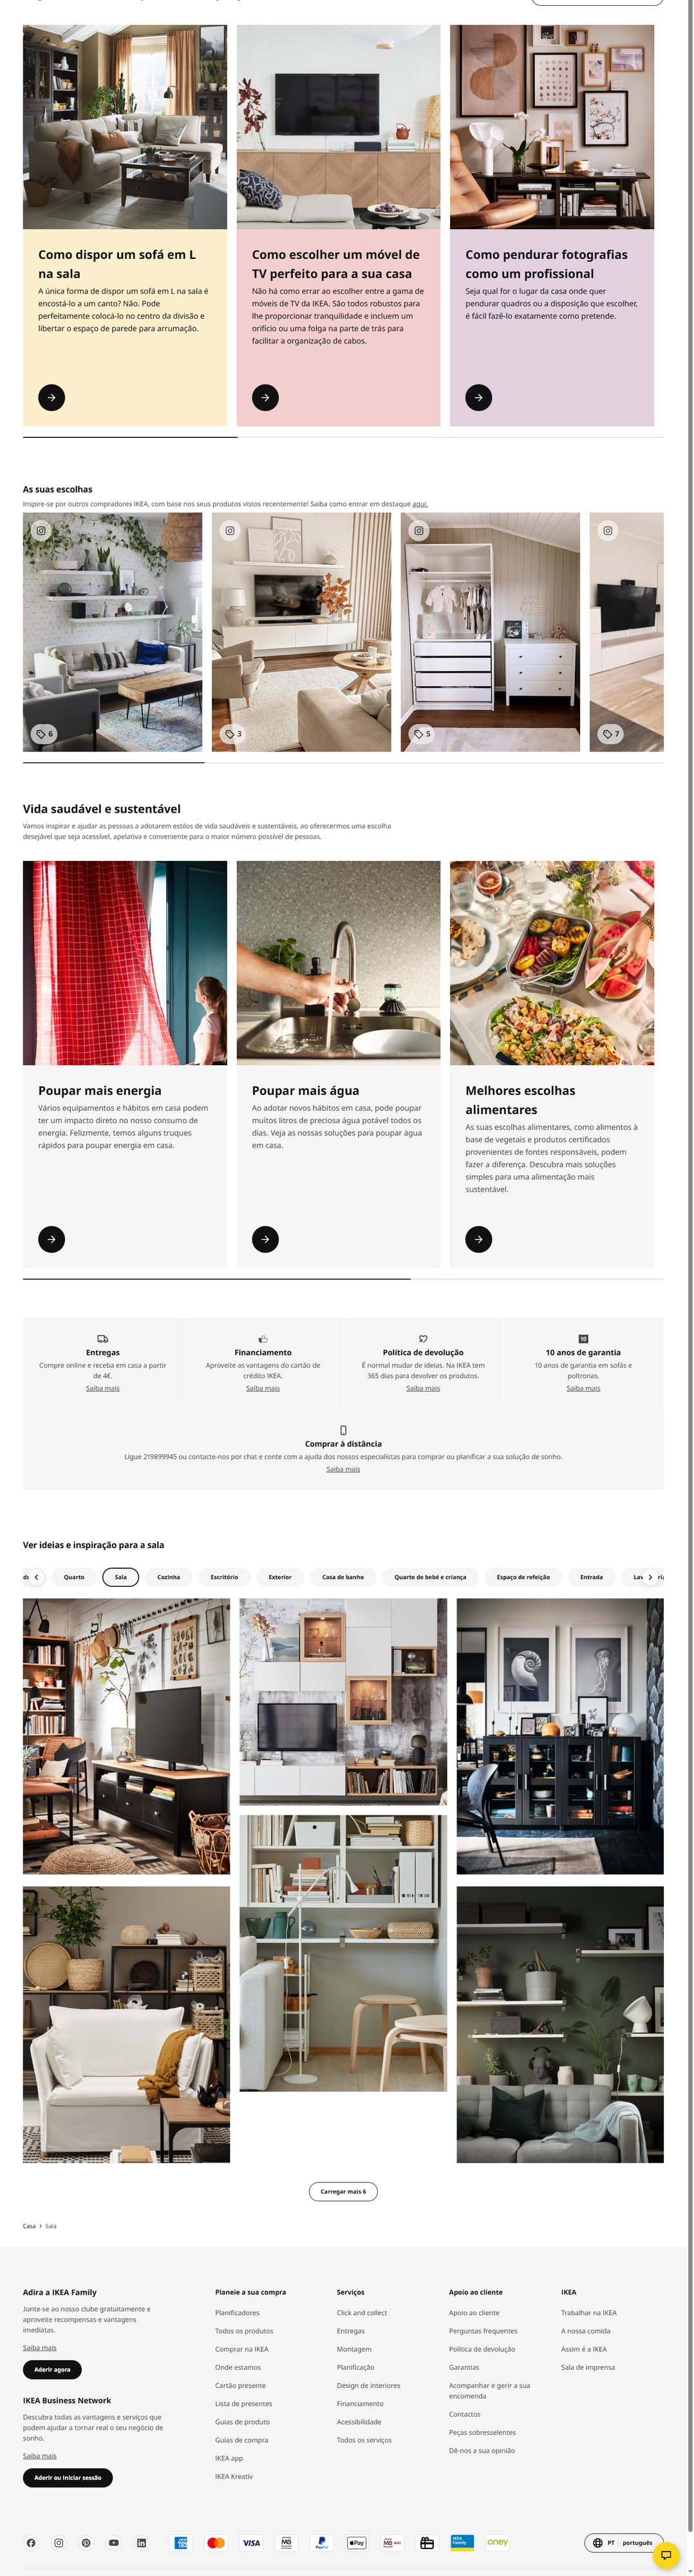 Como dispor um sofá em L
na sala
A única forma de dispor um sofá em L na sala é
encostá-lo a um canto? Não. Pode
perfeitamente colocá-lo no centro da divisão e
libertar o espaço de parede para arrumação.
Como escolher um móvel de
TV perfeito para a sua casa
Não há como errar ao escolher entre a gama de
móveis de TV da IKEA. São todos robustos para
lhe proporcionar tranquilidade e incluem um
orifício ou uma folga na parte de trás para
facilitar a organização de cabos.
Como pendurar fotografias
como um profissional
Seja qual for o lugar da casa onde quer
pendurar quadros ou a disposição que escolher,
é fácil fazê-lo exatamente como pretende.
As suas escolhas
Inspire-se por outros compradores IKEA, com base nos seus produtos vistos recentemente! Saiba como entrar em destaque aqui.
6
3
5
7
Vida saudável e sustentável
Vamos inspirar e ajudar as pessoas a adotarem estilos de vida saudáveis e sustentáveis, ao oferecermos uma escolha
desejável que seja acessível, apelativa e conveniente para o maior número possível de pessoas.
Poupar mais energia
Vários equipamentos e hábitos em casa podem
ter um impacto direto no nosso consumo de
energia. Felizmente, temos alguns truques
rápidos para poupar energia em casa.
Poupar mais água
Ao adotar novos hábitos em casa, pode poupar
muitos litros de preciosa água potável todos os
dias. Veja as nossas soluções para poupar água
em casa.
Melhores escolhas
alimentares
As suas escolhas alimentares, como alimentos à
base de vegetais e produtos certificados
provenientes de fontes responsáveis, podem
fazer a diferença. Descubra mais soluções
simples para uma alimentação mais
sustentável.
Entregas
Compre online e receba em casa a partir
de 4€.
Saiba mais
Financiamento
Aproveite as vantagens do cartão de
crédito IKEA.
Saiba mais
Política de devolução
É normal mudar de ideias. Na IKEA tem
365 dias para devolver os produtos.
Saiba mais
10
10 anos de garantia
10 anos de garantia em sofás e
poltronas.
Saiba mais
Comprar à distância
Ligue 219899945 ou contacte-nos por chat e conte com a ajuda dos nossos especialistas para comprar ou planificar a sua solução de sonho.
Saiba mais
Ver ideias e inspiração para a sala
Quarto
Sala
Cozinha
Escritório
Exterior
Casa de banho
Quarto de bebé e criança
Espaço de refeição
Entrada
Carregar mais 6
Casa › Sala
Adira a IKEA Family
Junte-se ao nosso clube gratuitamente e
aproveite recompensas e vantagens
imediatas.
Saiba mais
Aderir agora
IKEA Business Network
Descubra todas as vantagens e serviços que
podem ajudar a tornar real o seu negócio de
sonho.
Saiba mais
Aderir ou iniciar sessão
Planeie a sua compra
Planificadores
Todos os produtos
Comprar na IKEA
Onde estamos
Cartão presente
Lista de presentes
Guias de produto
Guias de compra
IKEA app
IKEA Kreativ
Serviços
Click and collect
Entregas
Montagem
Planificação
Design de interiores
Financiamento
Acessibilidade
Todos os serviços
Apoio ao cliente
Apoio ao cliente
Perguntas frequentes
Política de devolução
Garantias
Acompanhar e gerir a sua
encomenda
Contactos
Peças sobresselentes
Dê-nos a sua opinião
IKEA
Trabalhar na IKEA
A nossa comida
Assim é a IKEA
Sala de imprensa
VISA
PayPal
Pay
IKEA
Family
oney
PT
português